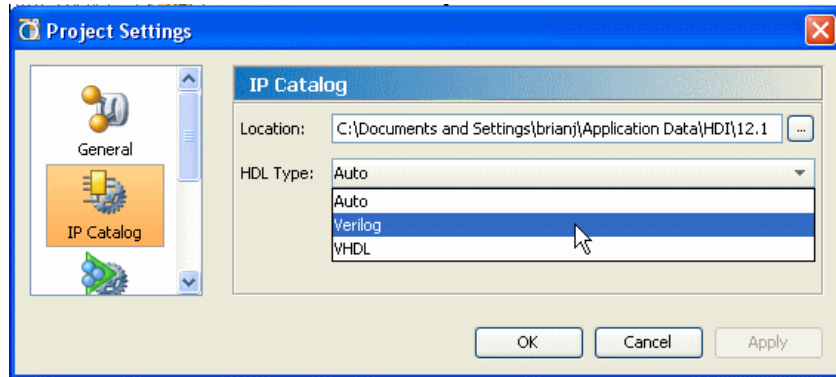 Project Settings
General
IP Catalog
IP Catalog
Location:
C:\Documents and Settings\brianj\Application Data\HDI\12.1
...
HDL Type:
Auto
Auto
Verilog
VHDL
OK
Cancel
Apply